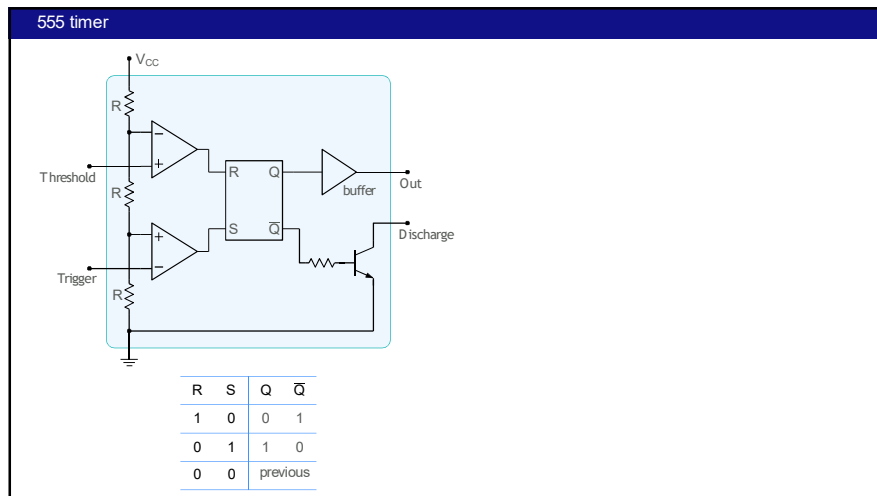 555 timer
VCC
R
−
+
Threshold
R
R Q
buffer
Out
S Q̅
Discharge
+
−
Trigger
R
R S Q Q̅
1 0 0 1
0 1 1 0
0 0 previous